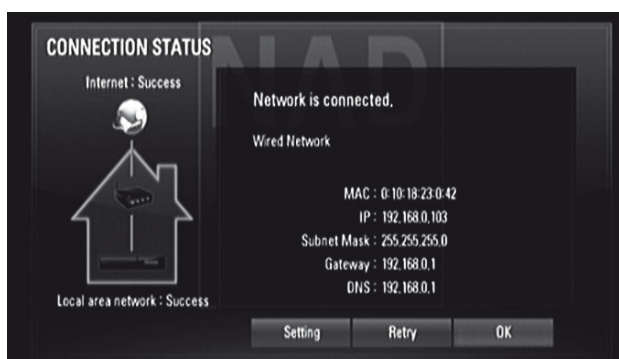 NAD
CONNECTION STATUS
Internet : Success
Local area network : Success
Network is connected.
Wired Network
MAC : 0:10:18:23:0:42
IP : 192.168.0.103
Subnet Mask : 255.255.255.0
Gateway : 192.168.0.1
DNS : 192.168.0.1
Setting Retry OK